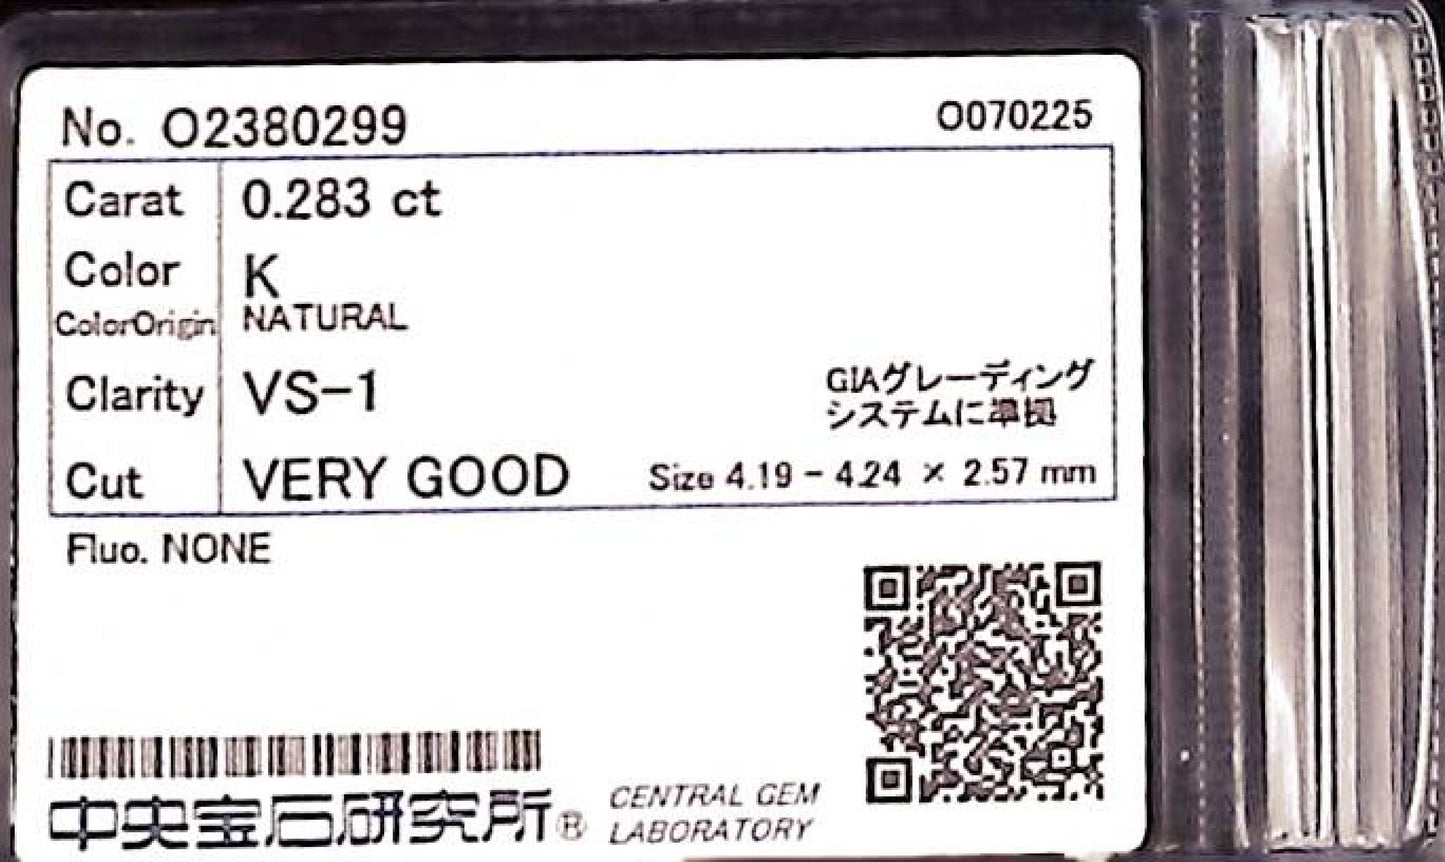 No. O2380299 O070225
Carat 0.283 ct
Color K
ColorOrigin NATURAL
Clarity VS-1
GIAグレーディング
システムに準拠
Cut VERY GOOD Size 4.19 - 4.24 × 2.57 mm
Fluo. NONE
中央宝石研究所® CENTRAL GEM
LABORATORY